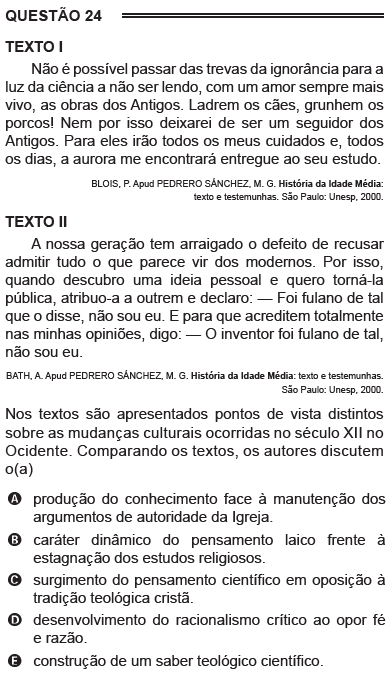 QUESTÃO 24
TEXTO I
Não é possível passar das trevas da ignorância para a
luz da ciência a não ser lendo, com um amor sempre mais
vivo, as obras dos Antigos. Ladrem os cães, grunhem os
porcos! Nem por isso deixarei de ser um seguidor dos
Antigos. Para eles irão todos os meus cuidados e, todos
os dias, a aurora me encontrará entregue ao seu estudo.
BLOIS, P. Apud PEDRERO SÁNCHEZ, M. G. História da Idade Média:
texto e testemunhas. São Paulo: Unesp, 2000.
TEXTO II
A nossa geração tem arraigado o defeito de recusar
admitir tudo o que parece vir dos modernos. Por isso,
quando descubro uma ideia pessoal e quero torná-la
pública, atribuo-a a outrem e declaro: — Foi fulano de tal
que o disse, não sou eu. E para que acreditem totalmente
nas minhas opiniões, digo: — O inventor foi fulano de tal,
não sou eu.
BATH, A. Apud PEDRERO SÁNCHEZ, M. G. História da Idade Média: texto e testemunhas.
São Paulo: Unesp, 2000.
Nos textos são apresentados pontos de vista distintos
sobre as mudanças culturais ocorridas no século XII no
Ocidente. Comparando os textos, os autores discutem
o(a)
A produção do conhecimento face à manutenção dos
argumentos de autoridade da Igreja.
B caráter dinâmico do pensamento laico frente à
estagnação dos estudos religiosos.
C surgimento do pensamento científico em oposição à
tradição teológica cristã.
D desenvolvimento do racionalismo crítico ao opor fé
e razão.
E construção de um saber teológico científico.